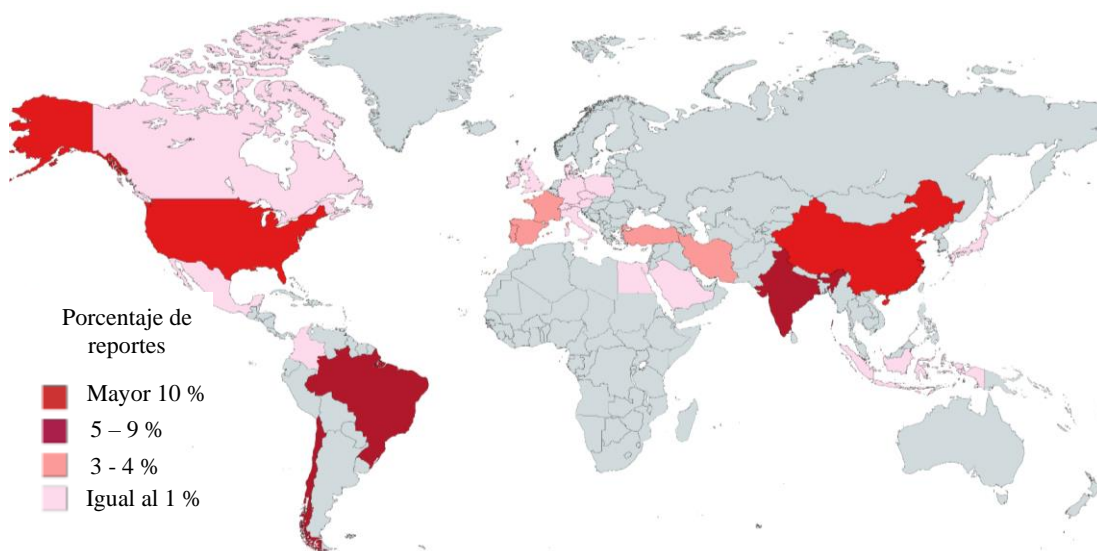 Porcentaje de
reportes
Mayor 10 %
5 – 9 %
3 - 4 %
Igual al 1 %